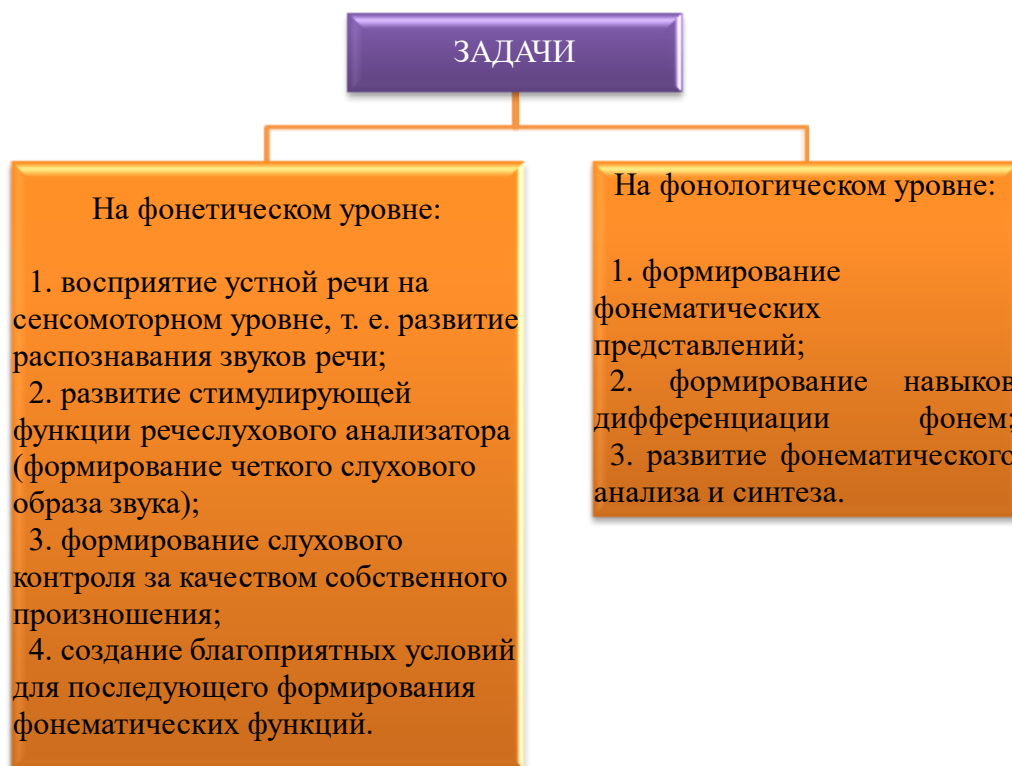 ЗАДАЧИ
На фонетическом уровне:
1. восприятие устной речи на
сенсомоторном уровне, т. е. развитие
распознавания звуков речи;
2. развитие стимулирующей
функции речеслухового анализатора
(формирование четкого слухового
образа звука);
3. формирование слухового
контроля за качеством собственного
произношения;
4. создание благоприятных условий
для последующего формирования
фонематических функций.
На фонологическом уровне:
1. формирование
фонематических
представлений;
2. формирование навыков
дифференциации фонем;
3. развитие фонематического
анализа и синтеза.